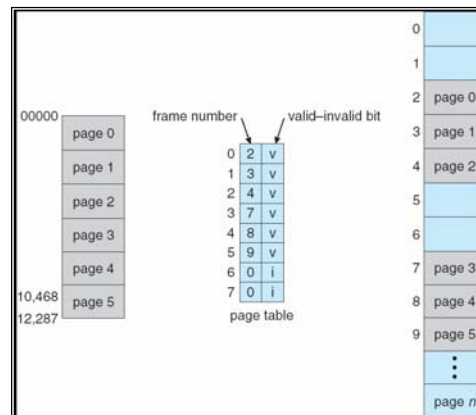 00000
page 0
page 1
page 2
page 3
page 4
page 5
10,468
12,287
frame number
valid–invalid bit
0 2 v
1 3 v
2 4 v
3 7 v
4 8 v
5 9 v
6 0 i
7 0 i
page table
0
1
2 page 0
3 page 1
4 page 2
5
6
7 page 3
8 page 4
9 page 5
page n